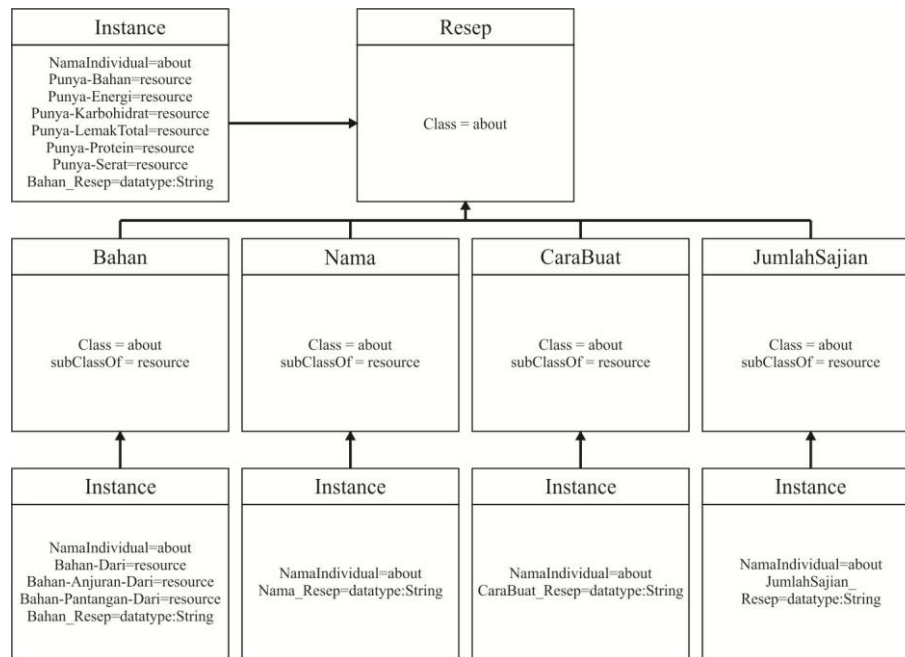 Instance
NamaIndividual=about
Punya-Bahan=resource
Punya-Energi=resource
Punya-Karbohidrat=resource
Punya-LemakTotal=resource
Punya-Protein=resource
Punya-Serat=resource
Bahan_Resep=datatype:String
Resep
Class = about
Bahan
Class = about
subClassOf = resource
Nama
Class = about
subClassOf = resource
CaraBuat
Class = about
subClassOf = resource
JumlahSajian
Class = about
subClassOf = resource
Instance
NamaIndividual=about
Bahan-Dari=resource
Bahan-Anjuran-Dari=resource
Bahan-Pantangan-Dari=resource
Bahan_Resep=datatype:String
Instance
NamaIndividual=about
Nama_Resep=datatype:String
Instance
NamaIndividual=about
CaraBuat_Resep=datatype:String
Instance
NamaIndividual=about
JumlahSajian_
Resep=datatype:String